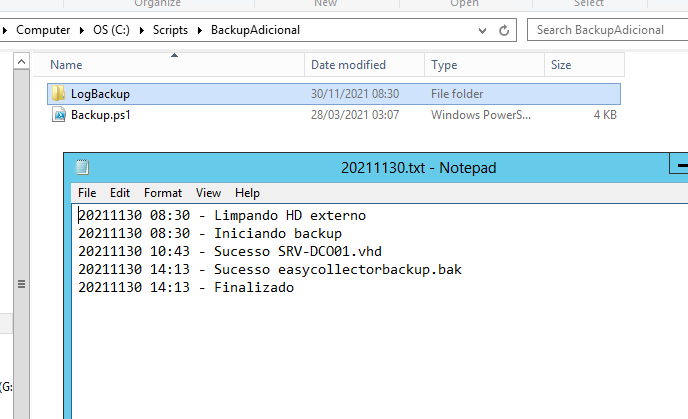 Organize New Open Select
Computer OS (C:) Scripts BackupAdicional Search BackupAdicional
Name Date modified Type Size
LogBackup 30/11/2021 08:30 File folder
Backup.ps1 28/03/2021 03:07 Windows PowerS... 4 KB
20211130.txt - Notepad
File Edit Format View Help
20211130 08:30 - Limpando HD externo
20211130 08:30 - Iniciando backup
20211130 10:43 - Sucesso SRV-DCO01.vhd
20211130 14:13 - Sucesso easycollectorbackup.bak
20211130 14:13 - Finalizado
(G: